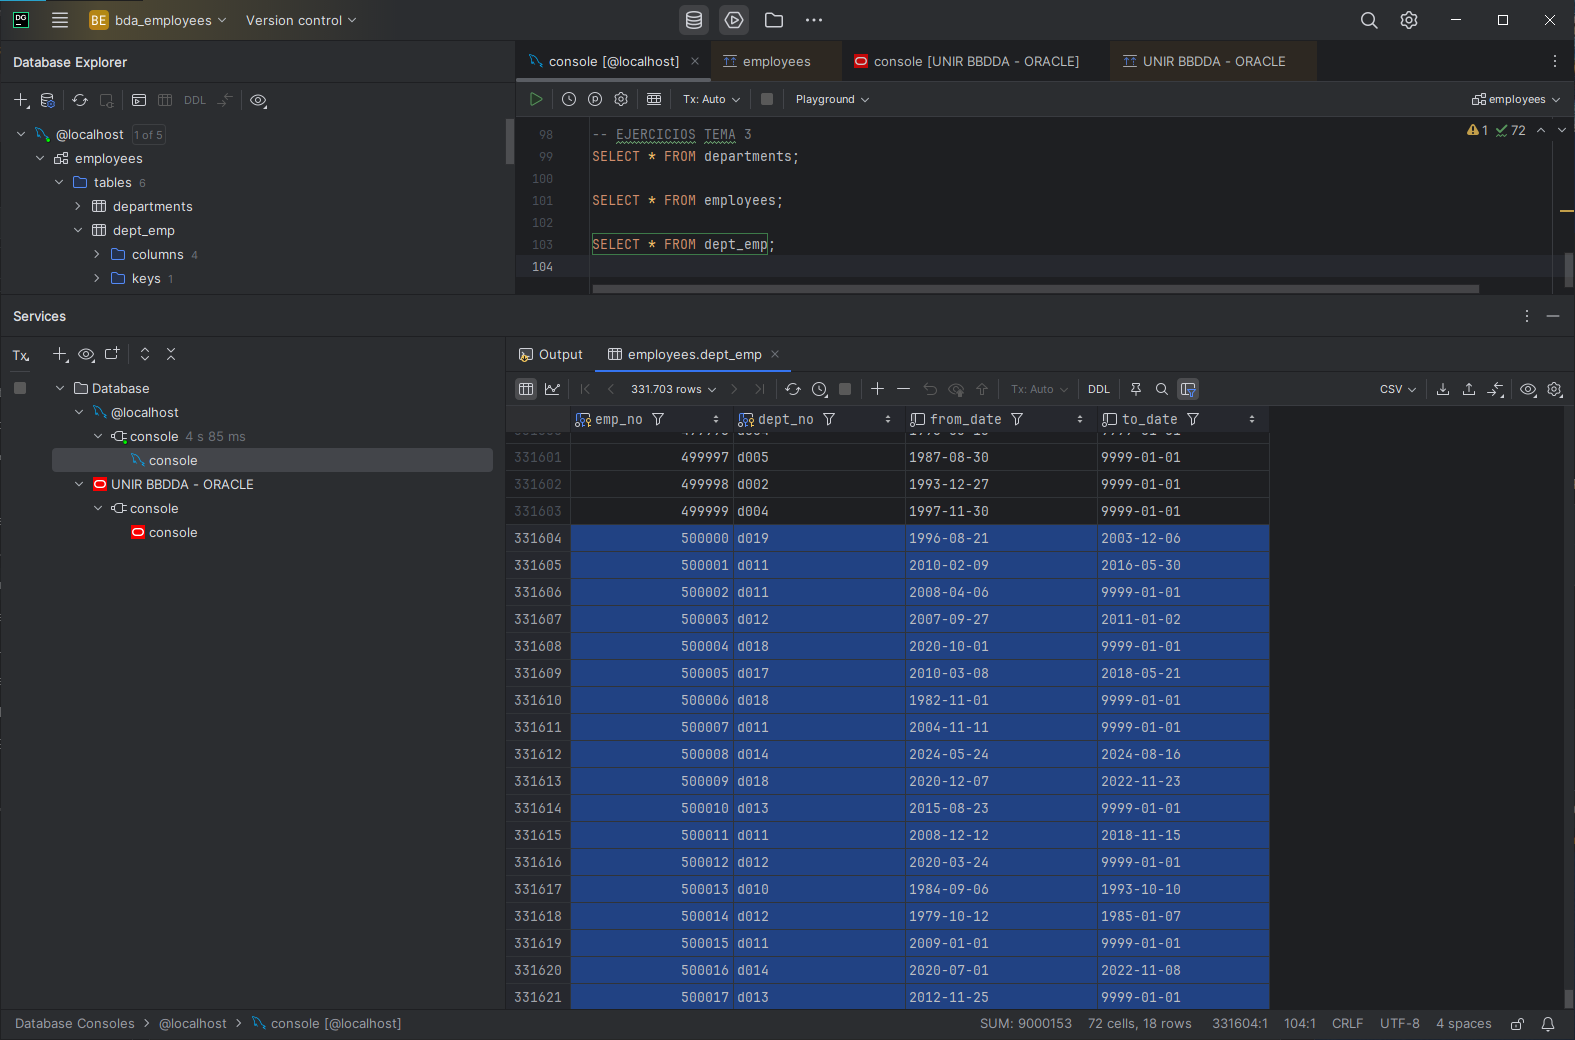 DG BE bda_employees Version control
Database Explorer
console [@localhost] employees console [UNIR BBDDA - ORACLE] UNIR BBDDA - ORACLE
DDL Tx: Auto Playground employees
@localhost 1 of 5
employees
tables 6
departments
dept_emp
columns 4
keys 1
98 -- EJERCICIOS TEMA 3
99 SELECT * FROM departments;
100
101 SELECT * FROM employees;
102
103 SELECT * FROM dept_emp;
104
1 72
Services
Tx
Database
@localhost
console 4 s 85 ms
console
UNIR BBDDA - ORACLE
console
console
Output employees.dept_emp
331.703 rows Tx: Auto DDL CSV
emp_no dept_no from_date to_date
331601 499997 d005 1987-08-30 9999-01-01
331602 499998 d002 1993-12-27 9999-01-01
331603 499999 d004 1997-11-30 9999-01-01
331604 500000 d019 1996-08-21 2003-12-06
331605 500001 d011 2010-02-09 2016-05-30
331606 500002 d011 2008-04-06 9999-01-01
331607 500003 d012 2007-09-27 2011-01-02
331608 500004 d018 2020-10-01 9999-01-01
331609 500005 d017 2010-03-08 2018-05-21
331610 500006 d018 1982-11-01 9999-01-01
331611 500007 d011 2004-11-11 9999-01-01
331612 500008 d014 2024-05-24 2024-08-16
331613 500009 d018 2020-12-07 2022-11-23
331614 500010 d013 2015-08-23 9999-01-01
331615 500011 d011 2008-12-12 2018-11-15
331616 500012 d012 2020-03-24 9999-01-01
331617 500013 d010 1984-09-06 1993-10-10
331618 500014 d012 1979-10-12 1985-01-07
331619 500015 d011 2009-01-01 9999-01-01
331620 500016 d014 2020-07-01 2022-11-08
331621 500017 d013 2012-11-25 9999-01-01
Database Consoles > @localhost > console [@localhost] SUM: 9000153 72 cells, 18 rows 331604:1 104:1 CRLF UTF-8 4 spaces